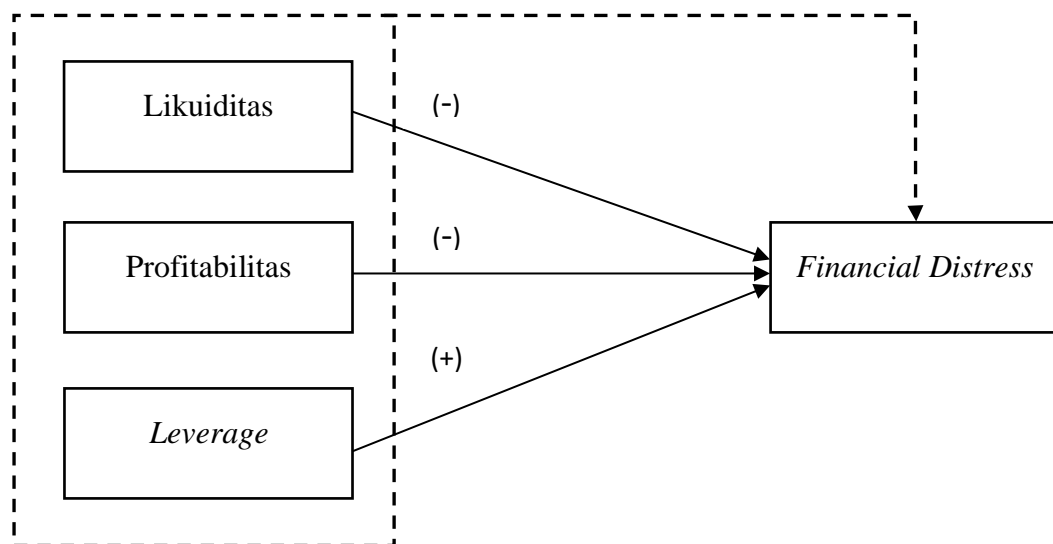 Likuiditas
(-)
Profitabilitas
(-)
Financial Distress
(+)
Leverage